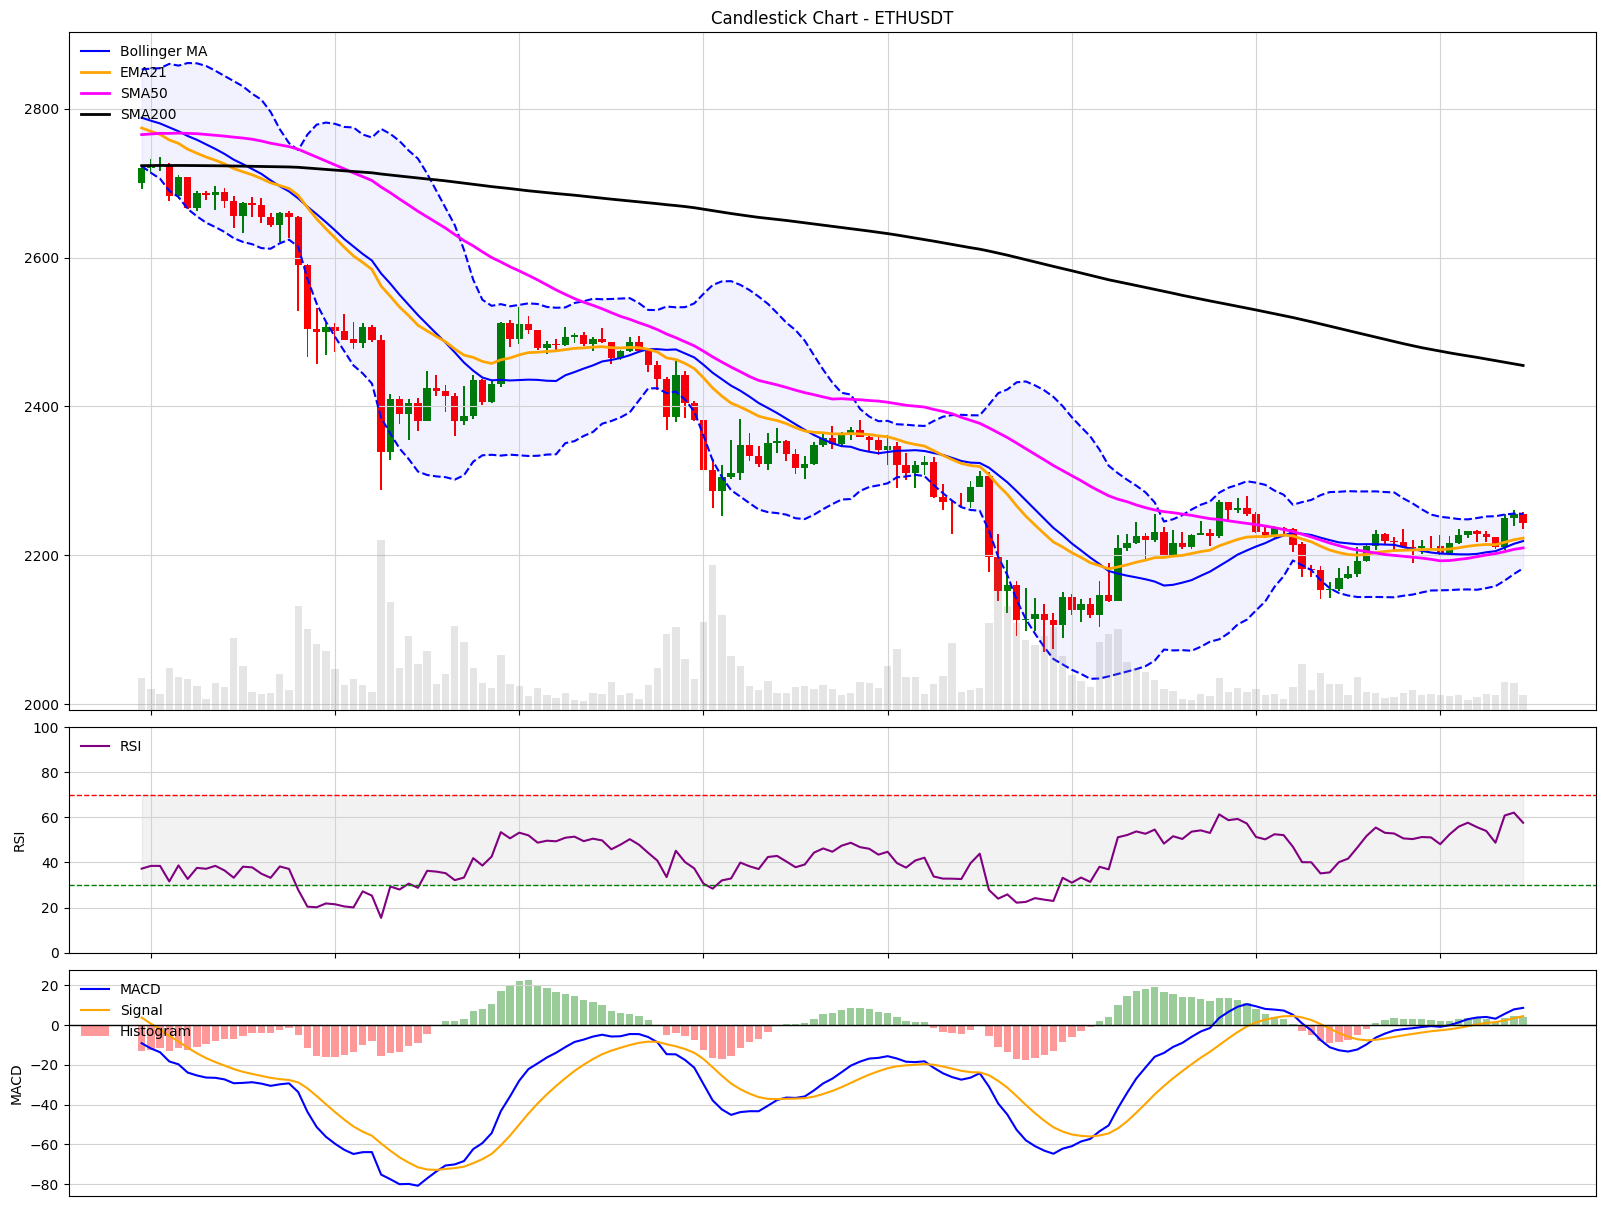 Candlestick Chart - ETHUSDT
Bollinger MA
EMA21
SMA50
SMA200
2800
2600
2400
2200
2000
RSI
RSI
100
80
60
40
20
0
MACD
Signal
Histogram
MACD
20
0
−20
−40
−60
−80